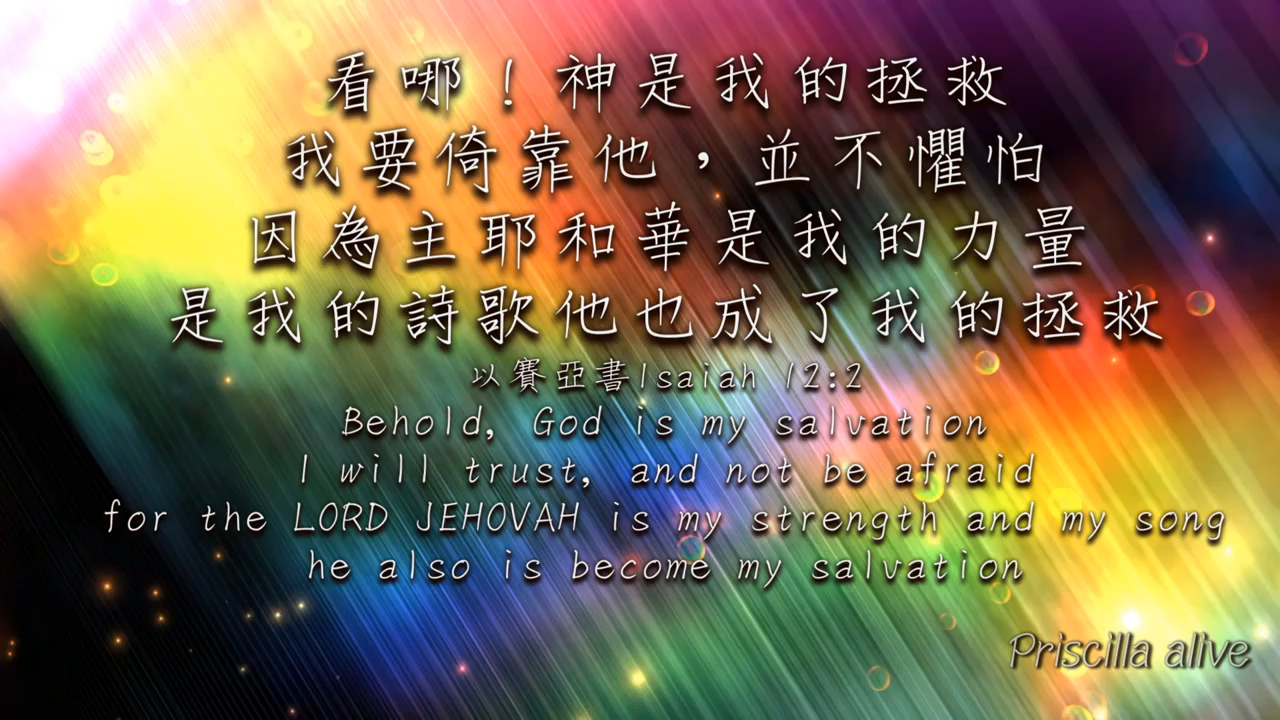 看哪！神是我的拯救
我要倚靠他，並不懼怕
因為主耶和華是我的力量
是我的詩歌他也成了我的拯救
以賽亞書Isaiah 12:2
Behold, God is my salvation
I will trust, and not be afraid
for the LORD JEHOVAH is my strength and my song
he also is become my salvation
Priscilla alive